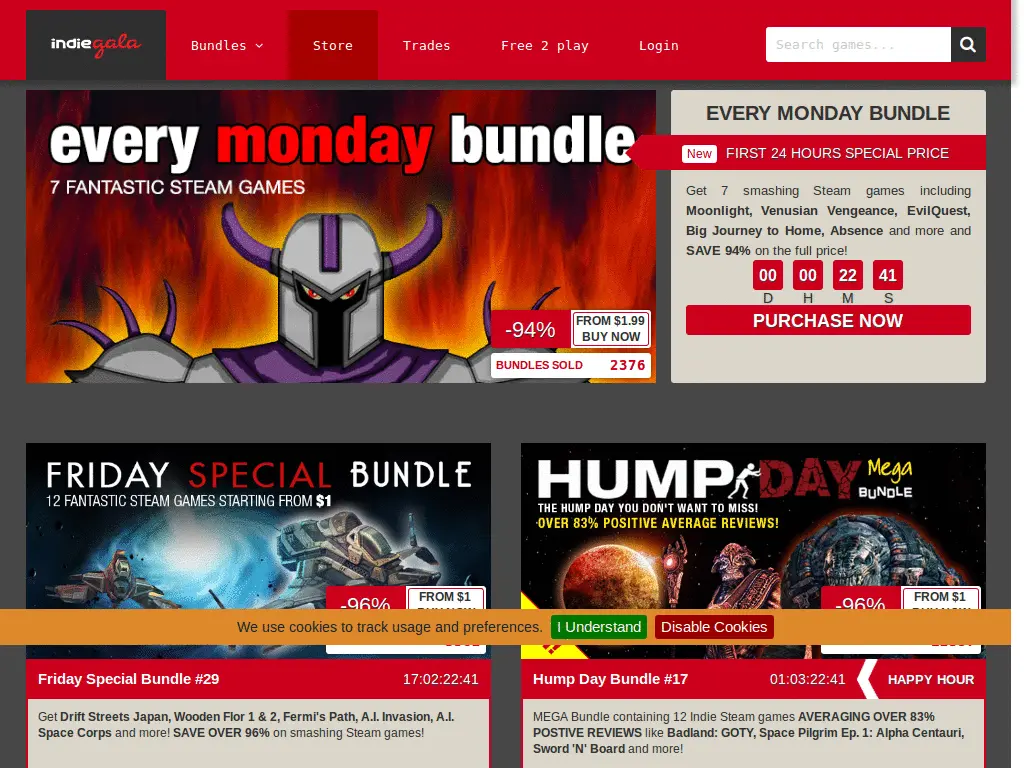 indiegala
Bundles
Store
Trades
Free 2 play
Login
Search games...
every monday bundle
7 FANTASTIC STEAM GAMES
-94%
FROM $1.99
BUY NOW
BUNDLES SOLD 2376
EVERY MONDAY BUNDLE
New FIRST 24 HOURS SPECIAL PRICE
Get 7 smashing Steam games including
Moonlight, Venusian Vengeance, EvilQuest,
Big Journey to Home, Absence and more and
SAVE 94% on the full price!
00 00 22 41
D H M S
PURCHASE NOW
FRIDAY SPECIAL BUNDLE
12 FANTASTIC STEAM GAMES STARTING FROM $1
-96%
FROM $1
HUMP DAY Mega
BUNDLE
THE HUMP DAY YOU DON'T WANT TO MISS!
OVER 83% POSITIVE AVERAGE REVIEWS!
-96%
FROM $1
We use cookies to track usage and preferences. I Understand Disable Cookies
Friday Special Bundle #29 17:02:22:41
Get Drift Streets Japan, Wooden Flor 1 & 2, Fermi's Path, A.I. Invasion, A.I.
Space Corps and more! SAVE OVER 96% on smashing Steam games!
Hump Day Bundle #17 01:03:22:41 HAPPY HOUR
MEGA Bundle containing 12 Indie Steam games AVERAGING OVER 83%
POSTIVE REVIEWS like Badland: GOTY, Space Pilgrim Ep. 1: Alpha Centauri,
Sword 'N' Board and more!